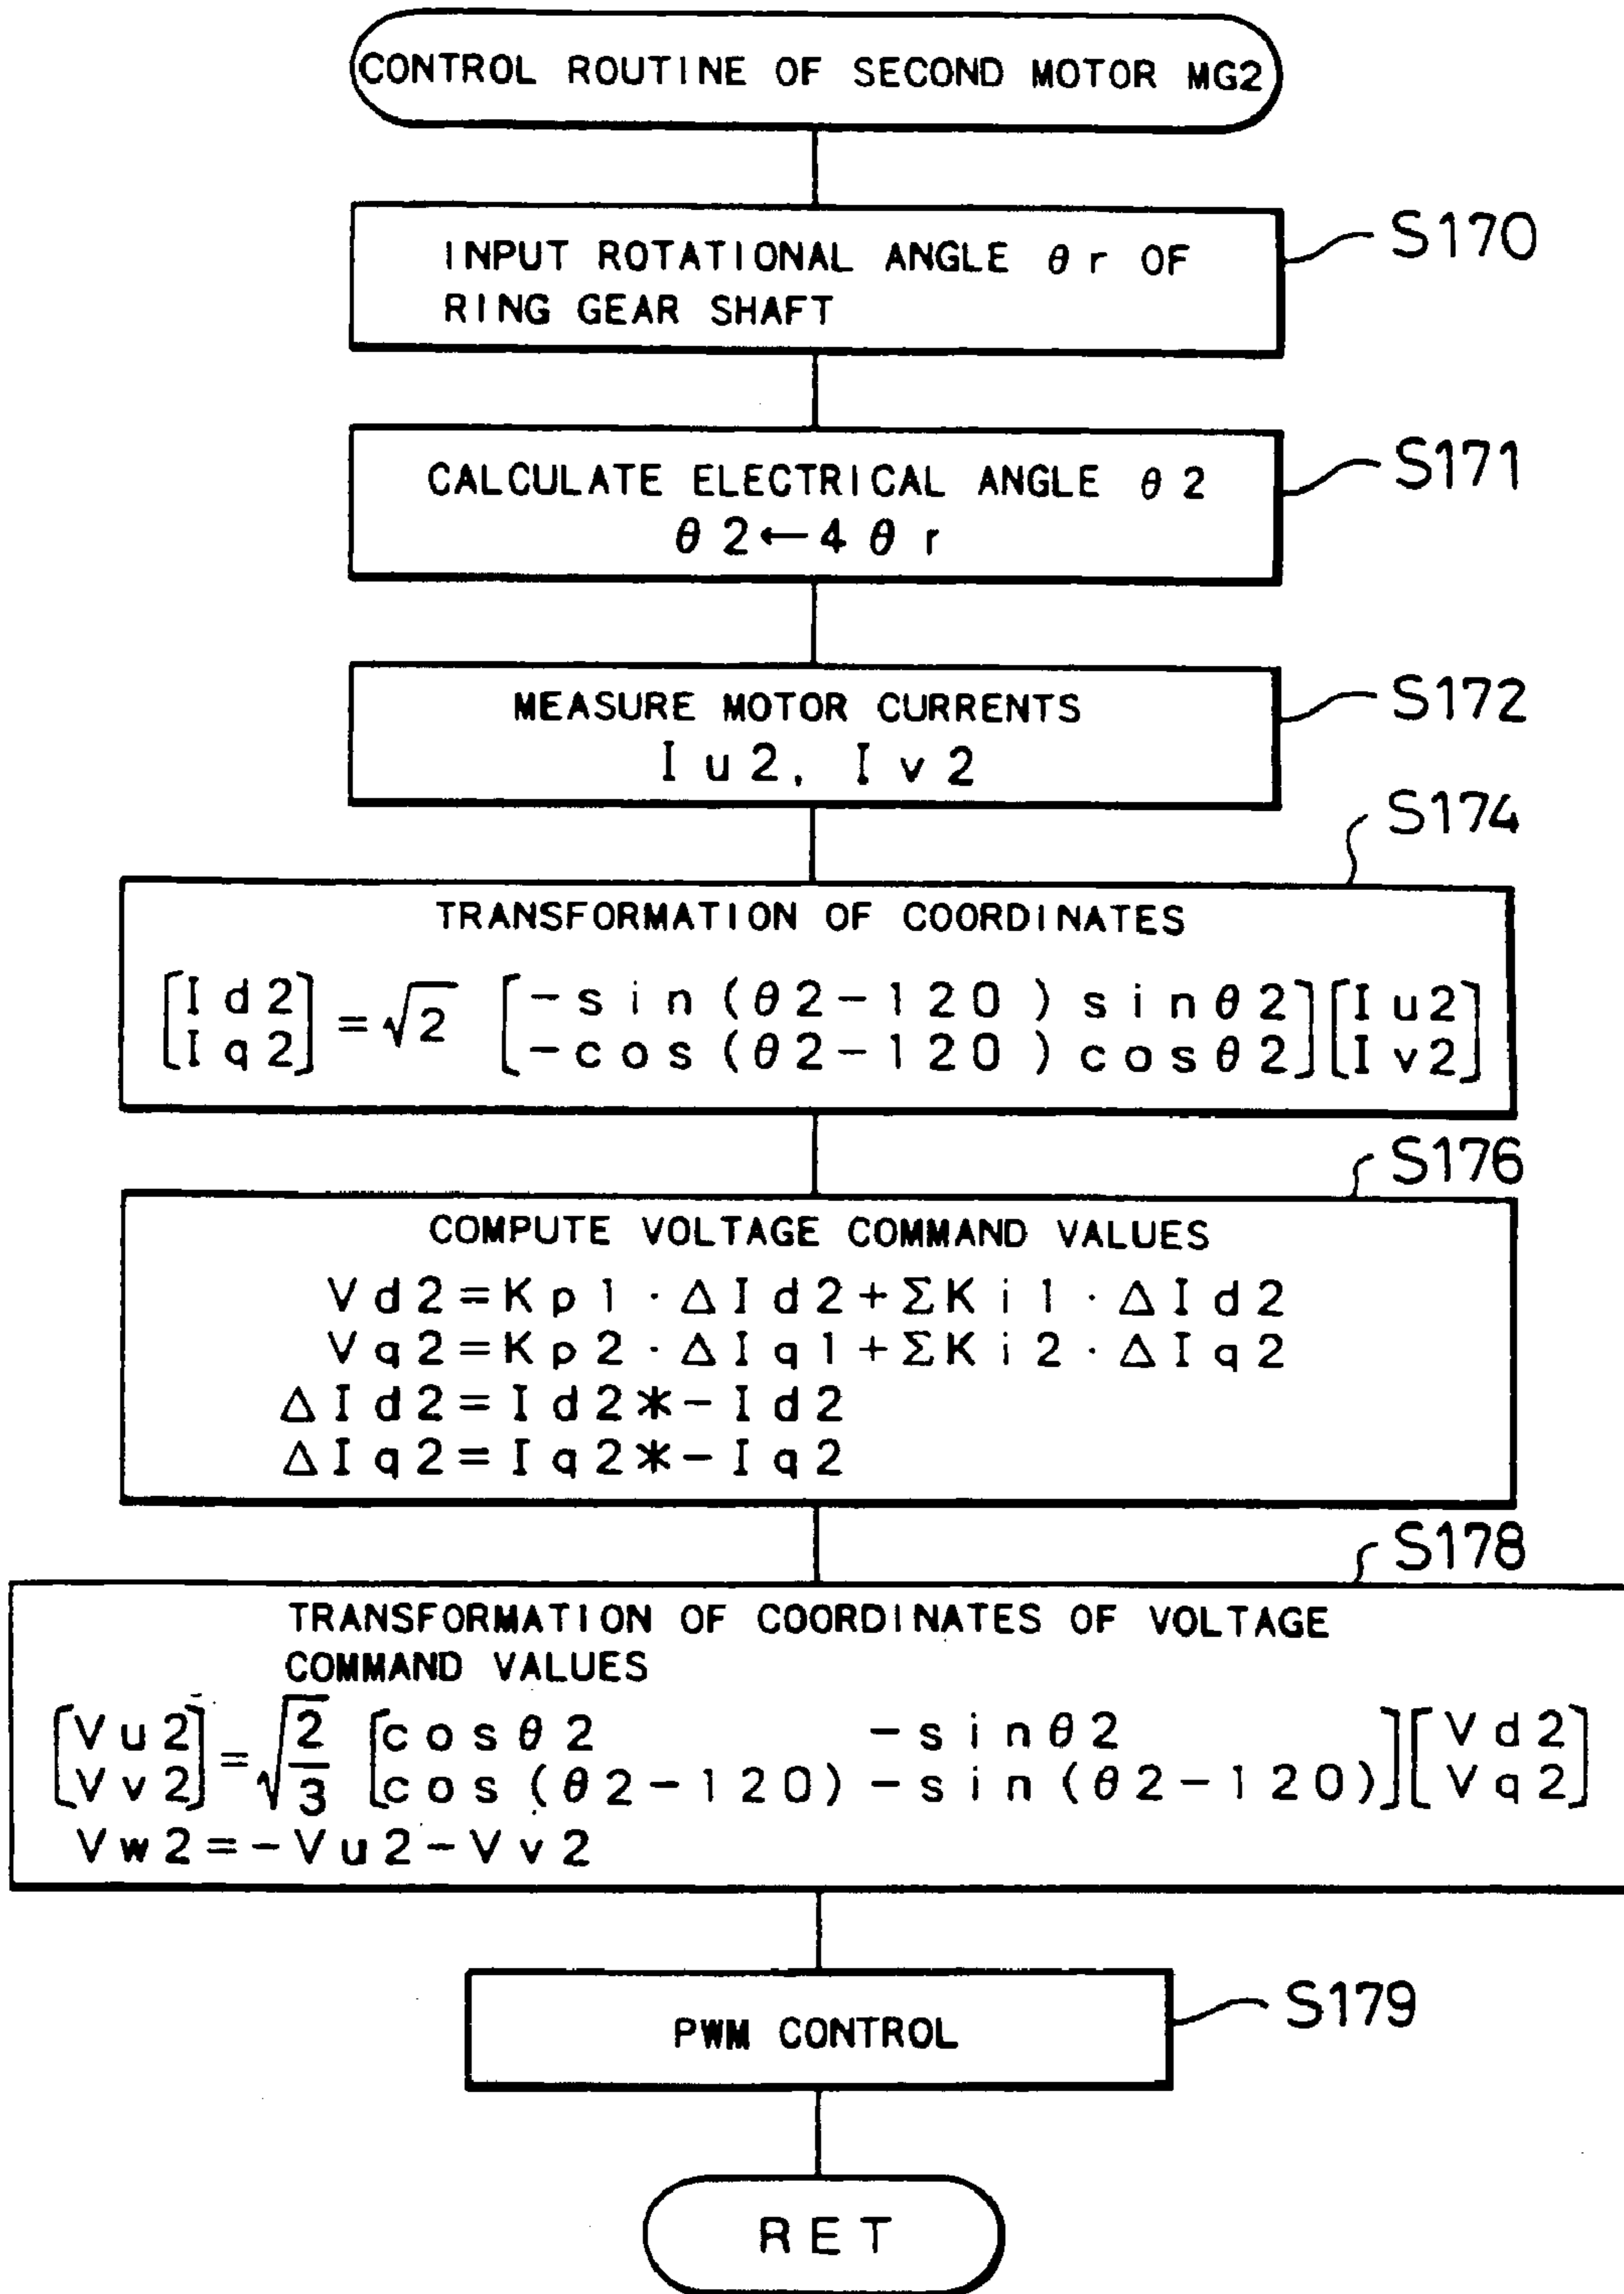 CONTROL ROUTINE OF SECOND MOTOR MG2
INPUT ROTATIONAL ANGLE θr OF
RING GEAR SHAFT
S170
CALCULATE ELECTRICAL ANGLE θ2
θ2←4θr
S171
MEASURE MOTOR CURRENTS
Iu2, Iv2
S172
S174
TRANSFORMATION OF COORDINATES
[Id2] = √2 [-sin(θ2-120) sinθ2] [Iu2]
[Iq2] [-cos(θ2-120) cosθ2] [Iv2]
S176
COMPUTE VOLTAGE COMMAND VALUES
Vd2=Kp1·ΔId2+ΣKi1·ΔId2
Vq2=Kp2·ΔIq1+ΣKi2·ΔIq2
ΔId2=Id2*-Id2
ΔIq2=Iq2*-Iq2
S178
TRANSFORMATION OF COORDINATES OF VOLTAGE
COMMAND VALUES
[Vu2] = √2/3 [cosθ2 -sinθ2] [Vd2]
[Vv2] [cos(θ2-120) -sin(θ2-120)] [Vq2]
Vw2=-Vu2-Vv2
PWM CONTROL
S179
RET